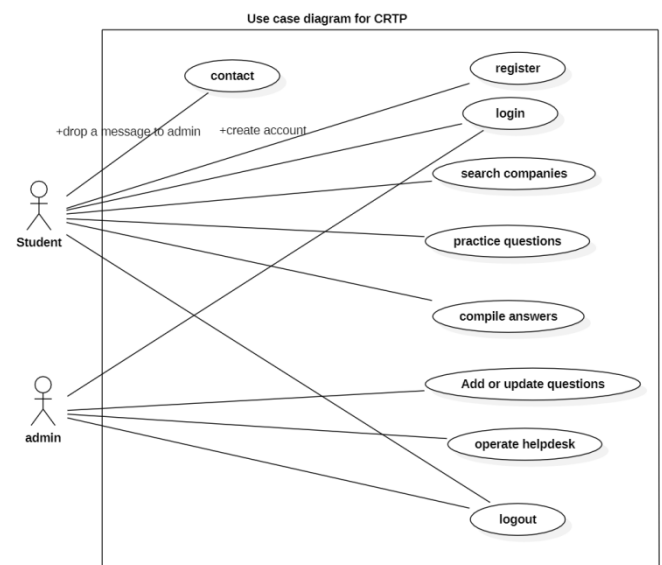 Use case diagram for CRTP
contact
register
login
+drop a message to admin
+create account
search companies
Student
practice questions
compile answers
Add or update questions
admin
operate helpdesk
logout